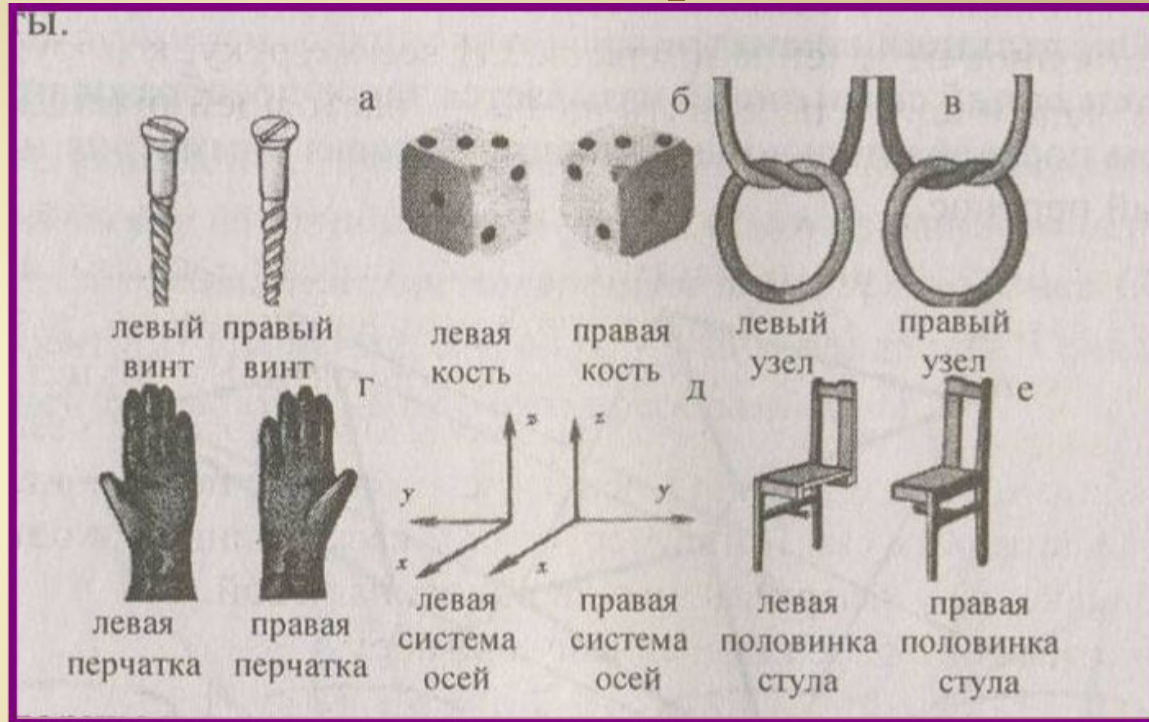 ты.
а
б
в
левый
винт
правый
винт
левая
кость
правая
кость
левый
узел
правый
узел
г
д
е
z
y
x
z
y
x
левая
перчатка
правая
перчатка
левая
система
осей
правая
система
осей
левая
половинка
стула
правая
половинка
стула